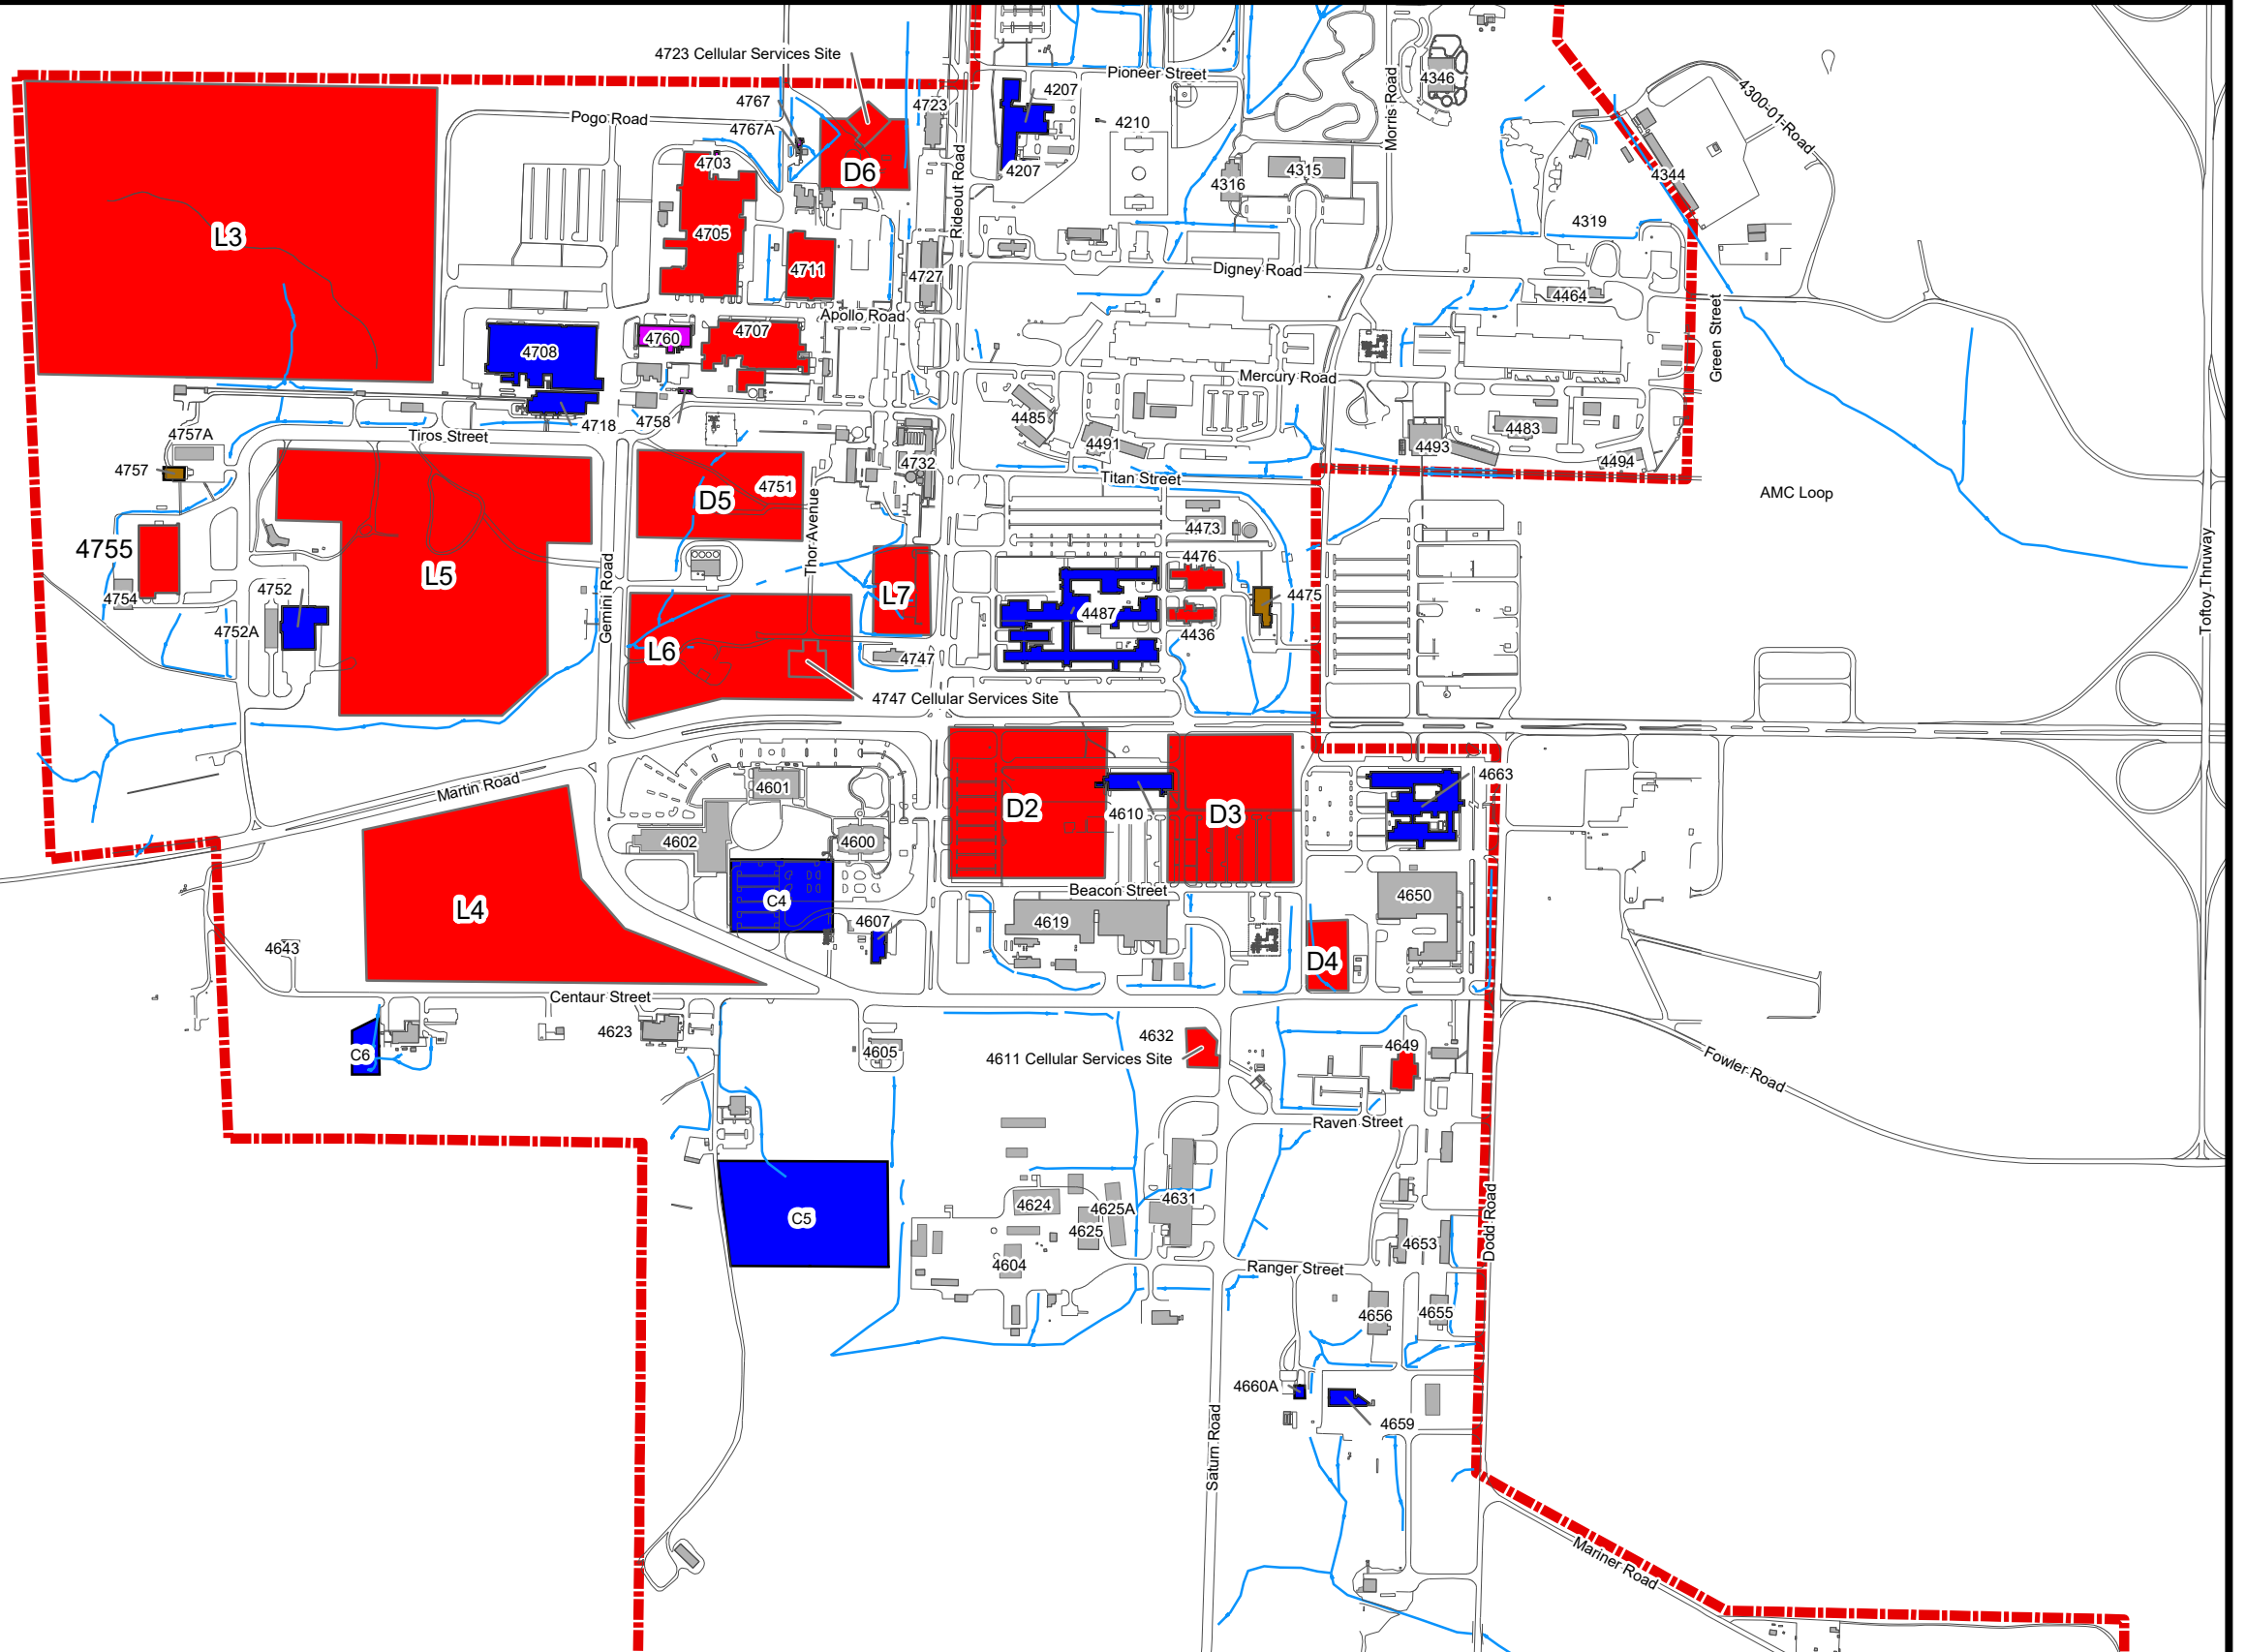 4723 Cellular Services Site
Pioneer Street
4346
4207
4767
4723
Pogo Road
4767A
4210
Morris Road
4300-01-Road
4703
D6
4207
4316
4315
4344
Rideout Road
L3
4705
4711
4319
4727
Digney Road
4464
Apollo Road
4708
4760
4707
Green Street
Mercury Road
4718
4758
4485
4757A
Tiros Street
4491
4493
4483
4494
4757
4732
Titan Street
D5
4751
AMC Loop
Thor Avenue
4473
4755
4476
Toftoy Thruway
L5
L7
4754
4752
4475
Gemini Road
4487
4752A
4436
L6
4747
4747 Cellular Services Site
Martin Road
4601
4663
D2
4610
D3
4602
4600
Beacon Street
C4
4650
L4
4607
4619
4643
D4
Centaur Street
4623
4632
C6
4605
4611 Cellular Services Site
4649
Fowler Road
Raven Street
C5
4624
4625A
4631
4625
4653
Dodd Road
4604
Ranger Street
4656
4655
4660A
4659
Saturn Road
Mariner Road